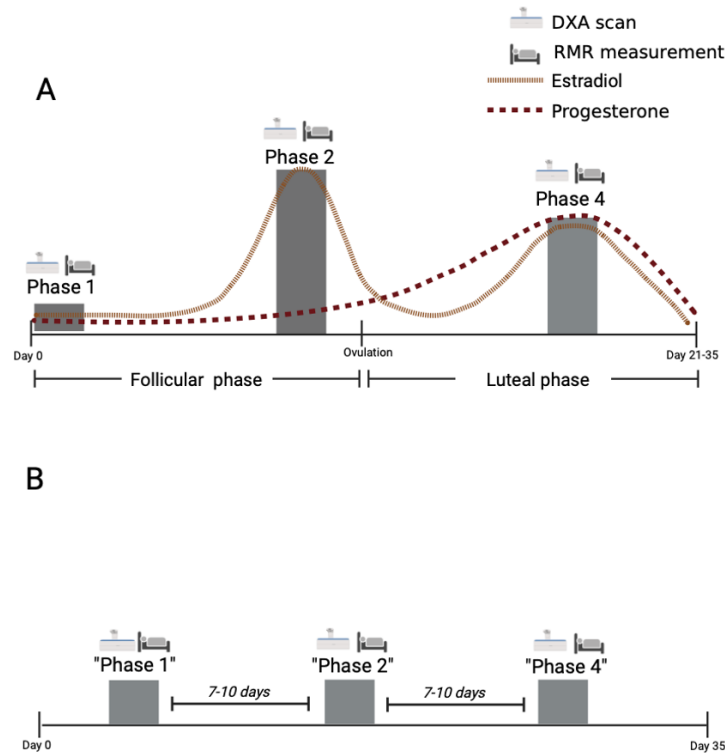 DXA scan
RMR measurement
Estradiol
Progesterone
A
Phase 2
Phase 4
Phase 1
Day 0
Ovulation
Day 21-35
Follicular phase
Luteal phase
B
"Phase 1"
"Phase 2"
"Phase 4"
7-10 days
7-10 days
Day 0
Day 35